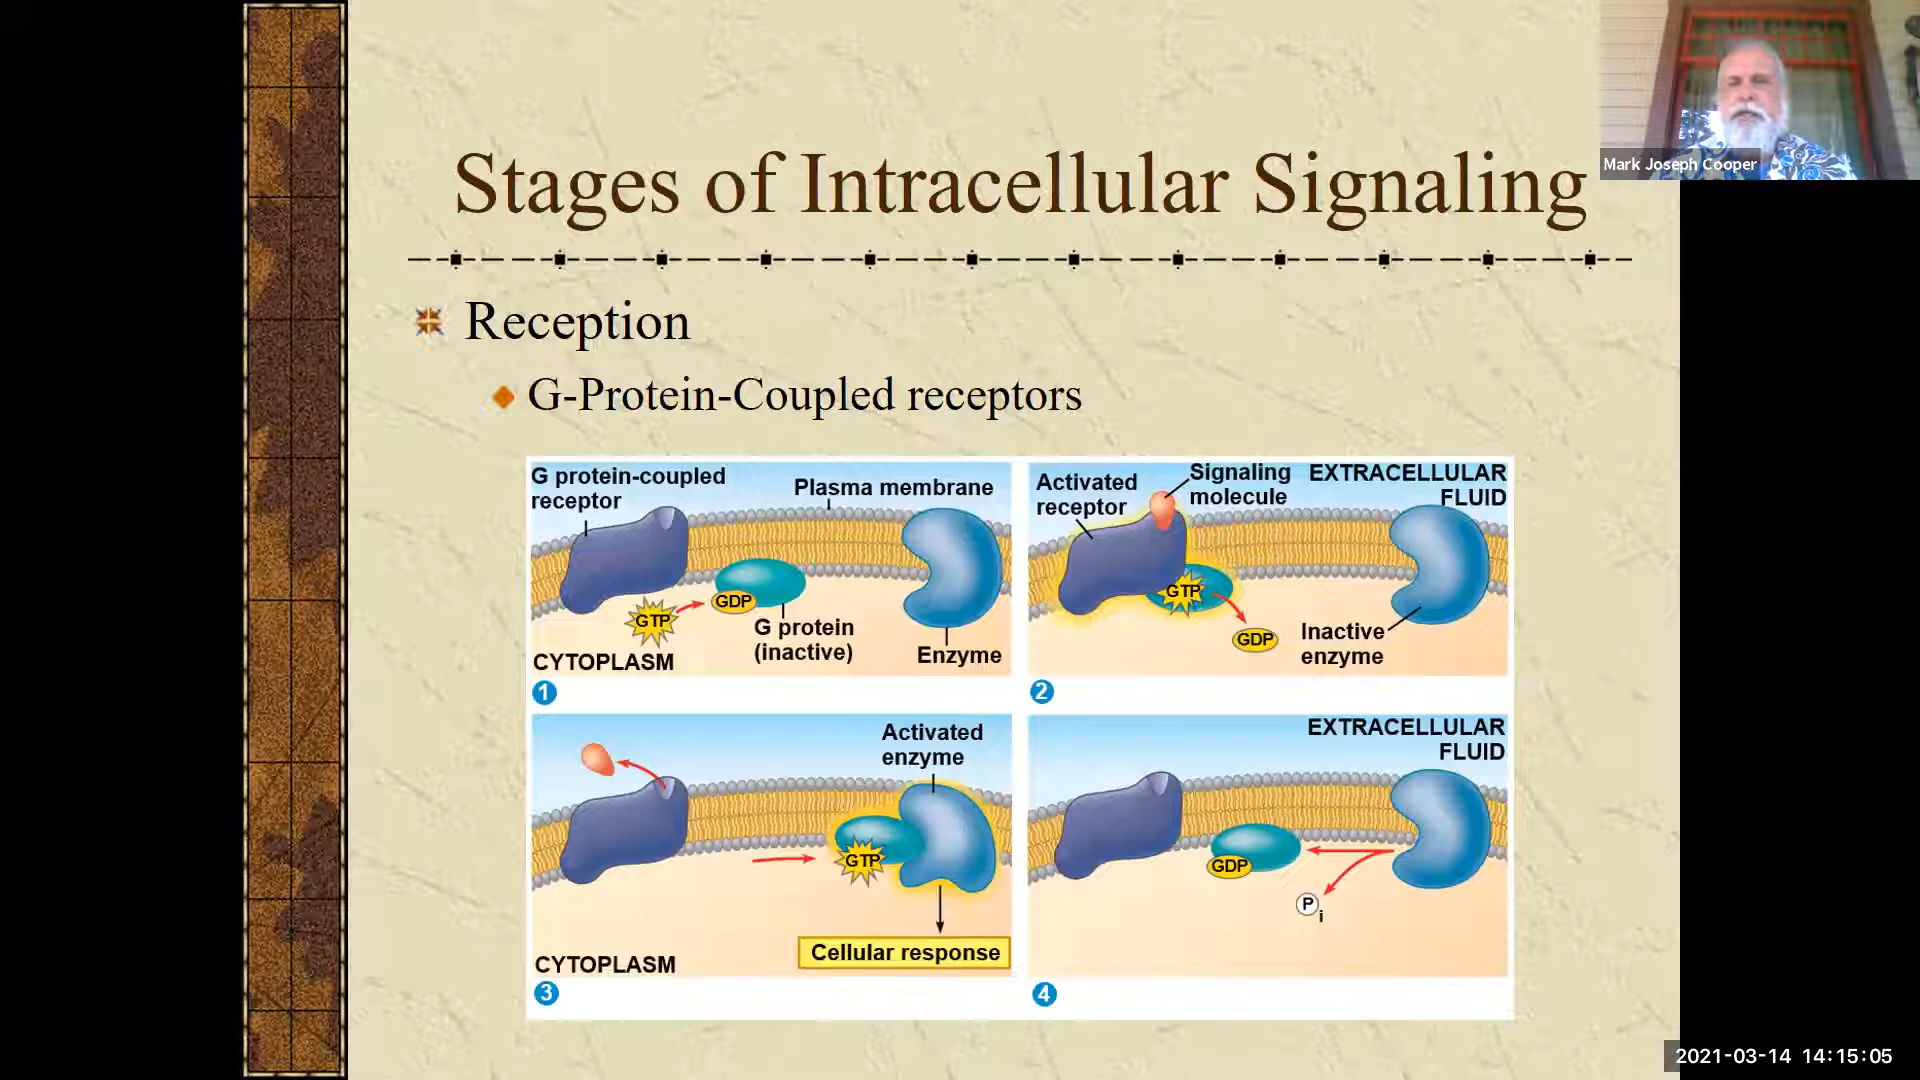 Mark Joseph Cooper
Stages of Intracellular Signaling
Reception
G-Protein-Coupled receptors
G protein-coupled
receptor
Plasma membrane
GTP
GDP
G protein
(inactive)
Enzyme
CYTOPLASM
1
Activated
receptor
Signaling
molecule
EXTRACELLULAR
FLUID
GTP
GDP
Inactive
enzyme
2
Activated
enzyme
GTP
Cellular response
CYTOPLASM
3
EXTRACELLULAR
FLUID
GDP
P i
4
2021-03-14 14:15:05